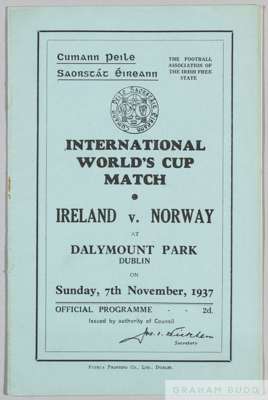 Cumann Peile
Saorstát Éireann
THE FOOTBALL
ASSOCIATION OF
THE IRISH FREE
STATE
INTERNATIONAL
WORLD'S CUP
MATCH
IRELAND v. NORWAY
AT
DALYMOUNT PARK
DUBLIN
ON
Sunday, 7th November, 1937
OFFICIAL PROGRAMME - - 2d.
Issued by authority of Council
Secretary
GRAHAM BUDD